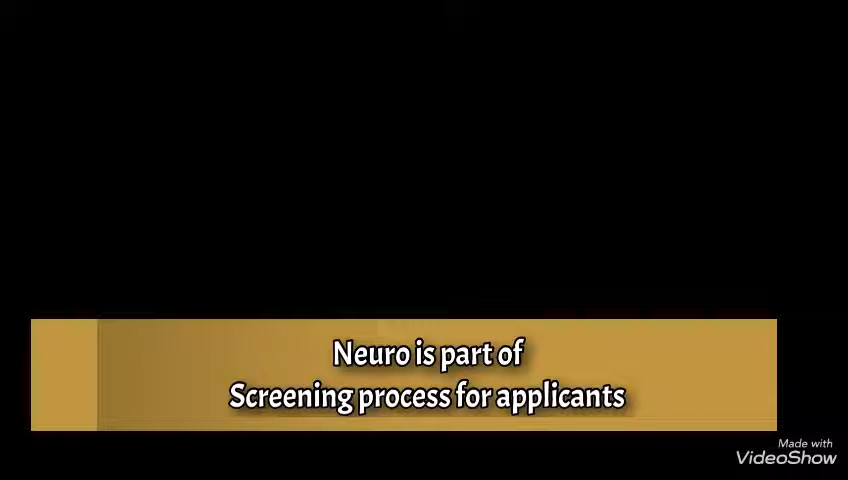 Neuro is part of
Screening process for applicants
Made with
VideoShow